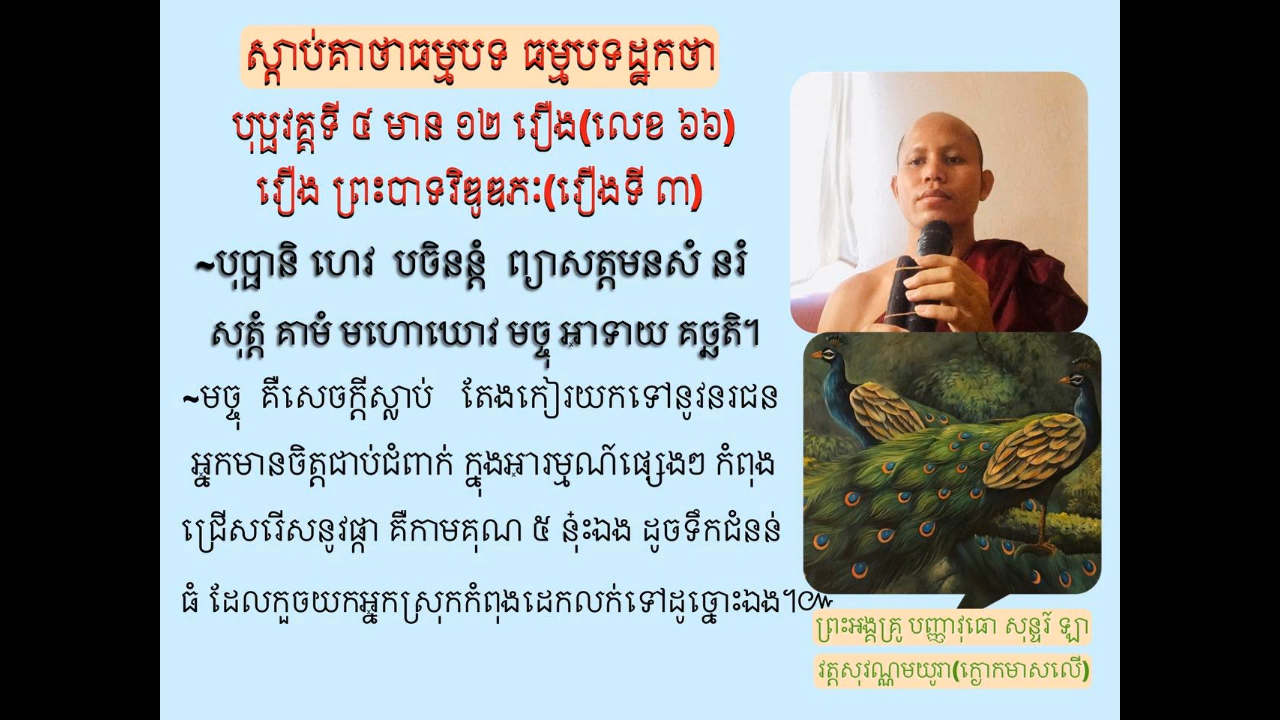 ស្តាប់គាថាធម្មបទ ធម្មបទដ្ឋកថា
បុប្ផវគ្គទី ៤ មាន ១២ រឿង(លេខ ៦៦)
រឿង ព្រះបាទវិឌូឌភៈ(រឿងទី ៣)
~បុប្ផានិ ហេវ បចិនន្តំ ព្យាសត្តមនសំ នរំ
សុត្តំ គាមំ មហោឃោវ មច្ចុ អាទាយ គច្ឆតិ។
~មច្ចុ គឺសេចក្តីស្លាប់ តែងកៀរយកទៅនូវនរជន
អ្នកមានចិត្តជាប់ជំពាក់ ក្នុងអារម្មណ៍ផ្សេងៗ កំពុង
ជ្រើសរើសនូវផ្កា គឺកាមគុណ ៥ នុ៎ះឯង ដូចទឹកជំនន់
ធំ ដែលកួចយកអ្នកស្រុកកំពុងដេកលក់ទៅដូច្នោះឯង។៚
ព្រះអង្គគ្រូ បញ្ញាវុធោ សុន្ទរ៍ ឡា
វត្តសុវណ្ណមយូរា(ក្ងោកមាសលើ)